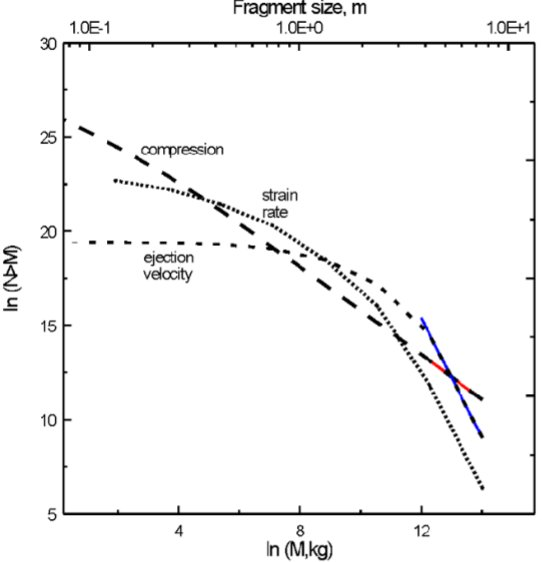 Fragment size, m
1.0E-1 1.0E+0 1.0E+1
30
25
20
15
10
5
ln (N>M)
compression
strain
rate
ejection
velocity
4 8 12
ln (M,kg)